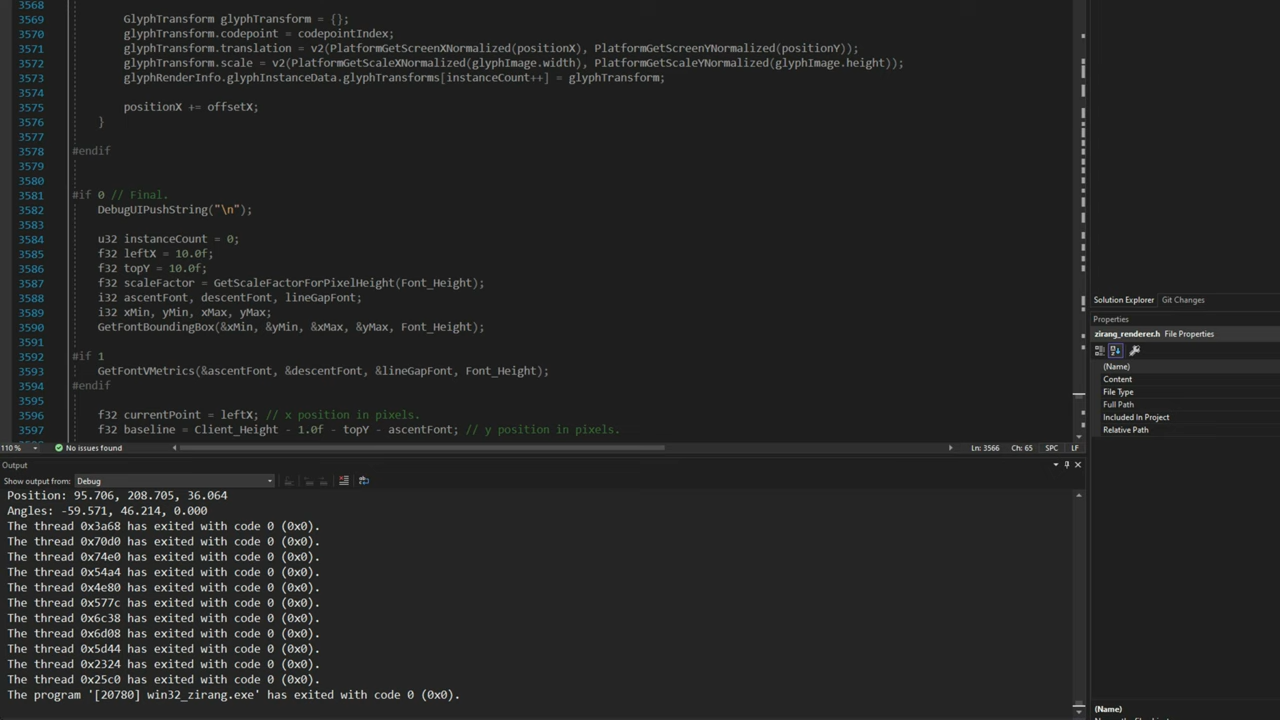 3568
3569 GlyphTransform glyphTransform = {};
3570 glyphTransform.codepoint = codepointIndex;
3571 glyphTransform.translation = v2(PlatformGetScreenXNormalized(positionX), PlatformGetScreenYNormalized(positionY));
3572 glyphTransform.scale = v2(PlatformGetScaleXNormalized(glyphImage.width), PlatformGetScaleYNormalized(glyphImage.height));
3573 glyphRenderInfo.glyphInstanceData.glyphTransforms[instanceCount++] = glyphTransform;
3574
3575 positionX += offsetX;
3576 }
3577
3578 #endif
3579
3580
3581 #if 0 // Final.
3582 DebugUIPushString("\n");
3583
3584 u32 instanceCount = 0;
3585 f32 leftX = 10.0f;
3586 f32 topY = 10.0f;
3587 f32 scaleFactor = GetScaleFactorForPixelHeight(Font_Height);
3588 i32 ascentFont, descentFont, lineGapFont;
3589 i32 xMin, yMin, xMax, yMax;
3590 GetFontBoundingBox(&xMin, &yMin, &xMax, &yMax, Font_Height);
3591
3592 #if 1
3593 GetFontVMetrics(&ascentFont, &descentFont, &lineGapFont, Font_Height);
3594 #endif
3595
3596 f32 currentPoint = leftX; // x position in pixels.
3597 f32 baseline = Client_Height - 1.0f - topY - ascentFont; // y position in pixels.
110% No issues found Ln: 3566 Ch: 65 SPC LF
Output
Show output from: Debug
Position: 95.706, 208.705, 36.064
Angles: -59.571, 46.214, 0.000
The thread 0x3a68 has exited with code 0 (0x0).
The thread 0x70d0 has exited with code 0 (0x0).
The thread 0x74e0 has exited with code 0 (0x0).
The thread 0x54a4 has exited with code 0 (0x0).
The thread 0x4e80 has exited with code 0 (0x0).
The thread 0x577c has exited with code 0 (0x0).
The thread 0x6c38 has exited with code 0 (0x0).
The thread 0x6d08 has exited with code 0 (0x0).
The thread 0x5d44 has exited with code 0 (0x0).
The thread 0x2324 has exited with code 0 (0x0).
The thread 0x25c0 has exited with code 0 (0x0).
The program '[20780] win32_zirang.exe' has exited with code 0 (0x0).
Solution Explorer Git Changes
Properties
zirang_renderer.h File Properties
(Name)
Content
File Type
Full Path
Included In Project
Relative Path
(Name)